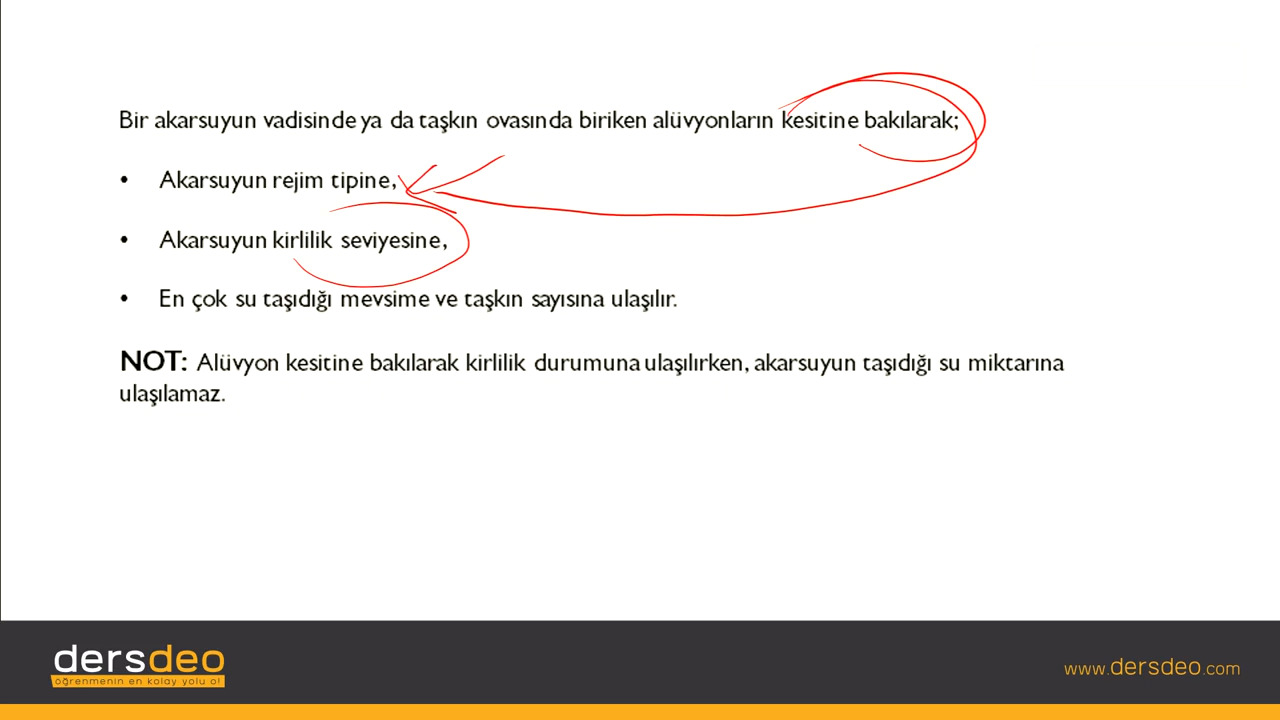 Bir akarsuyun vadisinde ya da taşkın ovasında biriken alüvyonların kesitine bakılarak;
• Akarsuyun rejim tipine,
• Akarsuyun kirlilik seviyesine,
• En çok su taşıdığı mevsime ve taşkın sayısına ulaşılır.
NOT: Alüvyon kesitine bakılarak kirlilik durumuna ulaşılırken, akarsuyun taşıdığı su miktarına
ulaşılamaz.
dersdeo
öğrenmenin en kolay yolu o!
www.dersdeo.com